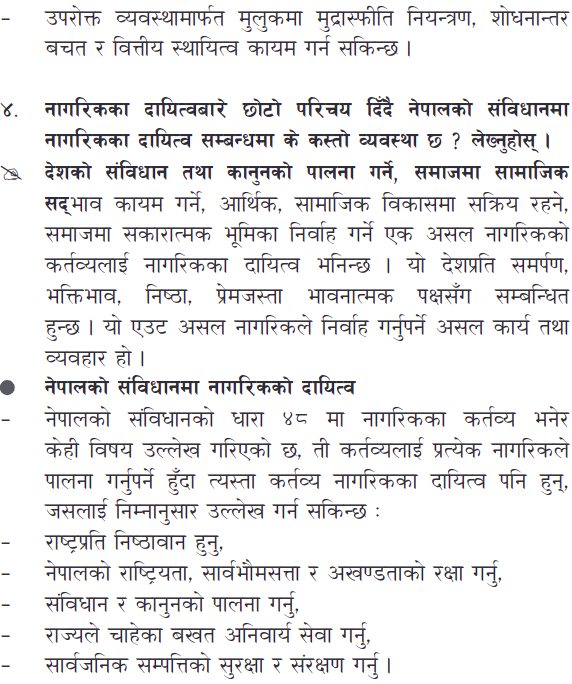 - उपरोक्त व्यवस्थामार्फत मुलुकमा मुद्रास्फीति नियन्त्रण, शोधनान्तर
बचत र वित्तीय स्थायित्व कायम गर्न सकिन्छ ।
४. नागरिकका दायित्वबारे छोटो परिचय दिँदै नेपालको संविधानमा
नागरिकका दायित्व सम्बन्धमा के कस्तो व्यवस्था छ ? लेख्नुहोस् ।
देशको संविधान तथा कानुनको पालना गर्ने, समाजमा सामाजिक
सद्भाव कायम गर्ने, आर्थिक, सामाजिक विकासमा सक्रिय रहने,
समाजमा सकारात्मक भूमिका निर्वाह गर्ने एक असल नागरिकको
कर्तव्यलाई नागरिकका दायित्व भनिन्छ । यो देशप्रति समर्पण,
भक्तिभाव, निष्ठा, प्रेमजस्ता भावनात्मक पक्षसँग सम्बन्धित
हुन्छ । यो एउट असल नागरिकले निर्वाह गर्नुपर्ने असल कार्य तथा
व्यवहार हो ।
● नेपालको संविधानमा नागरिकको दायित्व
- नेपालको संविधानको धारा ४८ मा नागरिकका कर्तव्य भनेर
केही विषय उल्लेख गरिएको छ, ती कर्तव्यलाई प्रत्येक नागरिकले
पालना गर्नुपर्ने हुँदा त्यस्ता कर्तव्य नागरिकका दायित्व पनि हुन्,
जसलाई निम्नानुसार उल्लेख गर्न सकिन्छ :
- राष्ट्रप्रति निष्ठावान हुनु,
- नेपालको राष्ट्रियता, सार्वभौमसत्ता र अखण्डताको रक्षा गर्नु,
- संविधान र कानुनको पालना गर्नु,
- राज्यले चाहेका बखत अनिवार्य सेवा गर्नु,
- सार्वजनिक सम्पत्तिको सुरक्षा र संरक्षण गर्नु ।